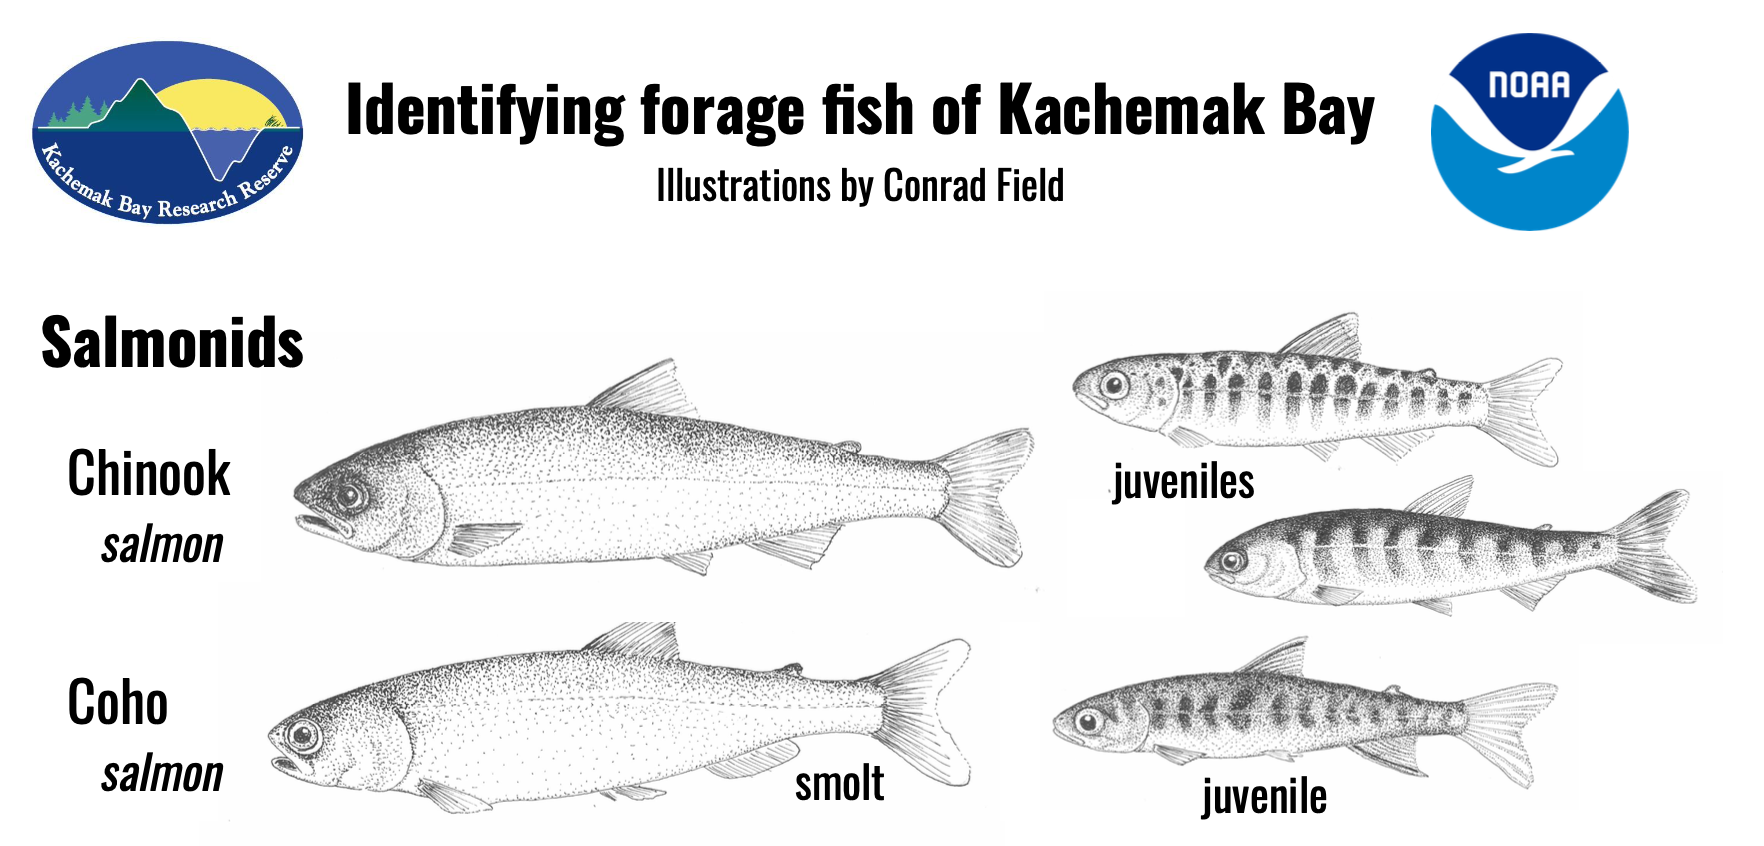 Identifying forage fish of Kachemak Bay
Illustrations by Conrad Field
Kachemak Bay Research Reserve
NOAA
Salmonids
Chinook
salmon
juveniles
Coho
salmon
smolt
juvenile